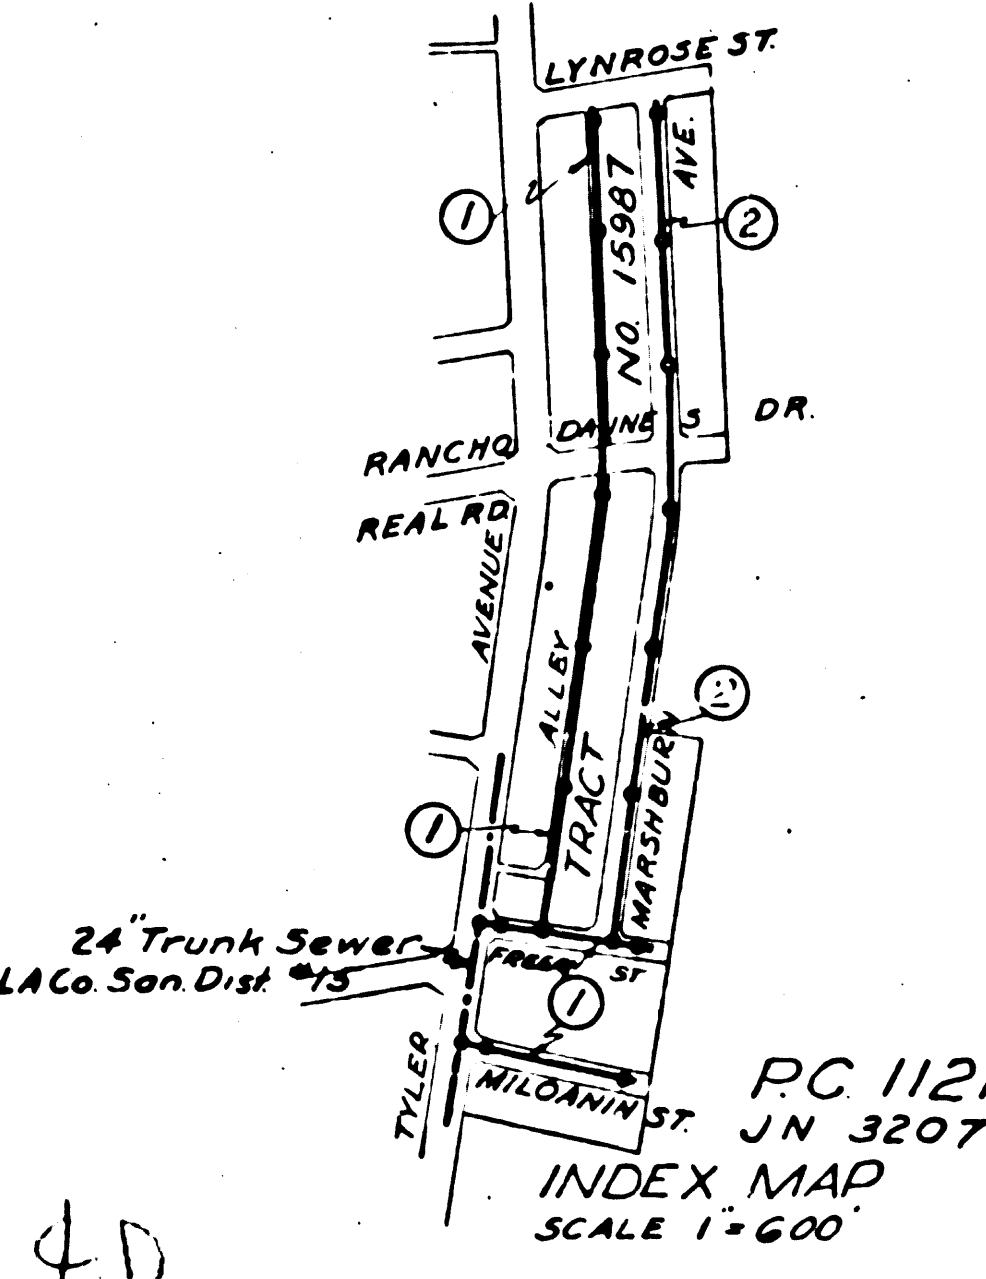 LYNROSE ST.
AVE.
1
2
NO. 15987
DR.
RANCHO
REAL RD.
AVENUE
ALLEY
TRACT
MARSHBURN
1
24" Trunk Sewer
LA Co. San. Dist. #15
ST
1
TYLER
MILOANIN ST.
P.C. 112
JN 3207
INDEX MAP
SCALE 1"=600'